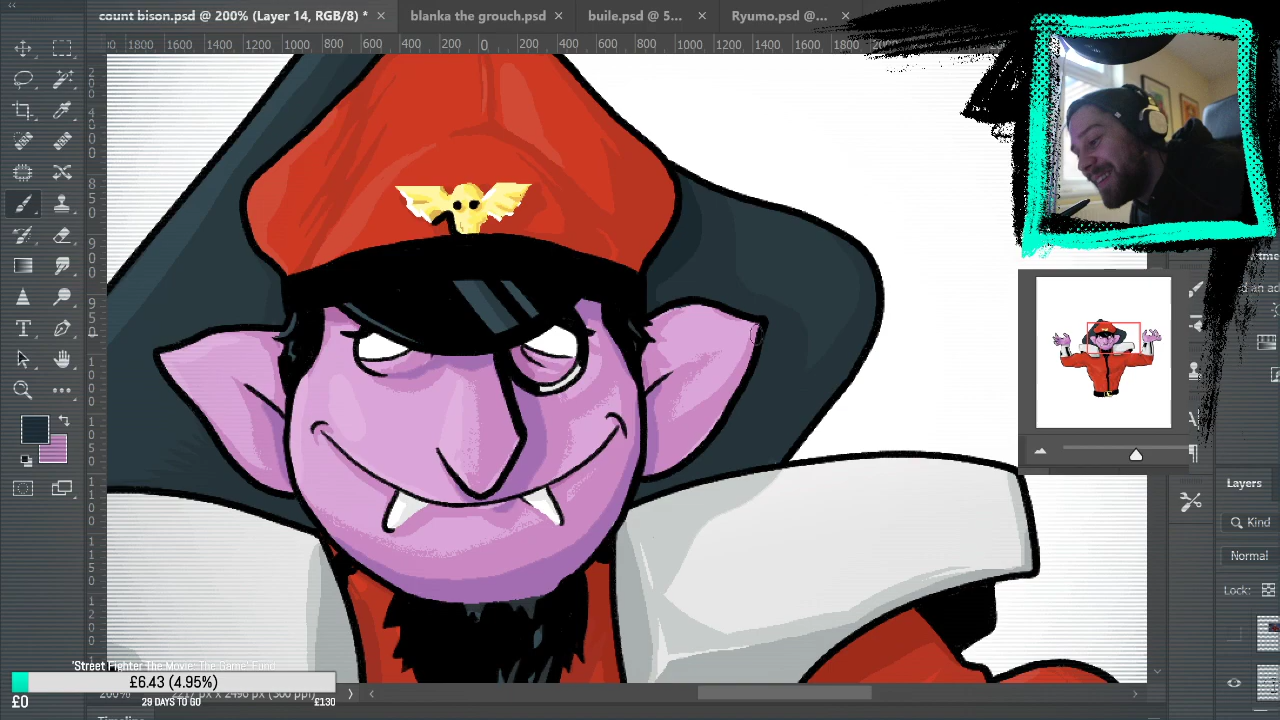 count bison.psd @ 200% (Layer 14, RGB/8) * × blanka the grouch.psd × buile.psd @ 5... × Ryumo.psd @... ×
1800 1600 1400 1200 1000 800 600 400 200 0 200 400 600 800 1000 1200 1400 1600 1800
Layers
Kind
Normal
Lock:
'Street Fighter The Movie: The Game' Fund
£6.43 (4.95%)
£0 29 DAYS TO GO £130